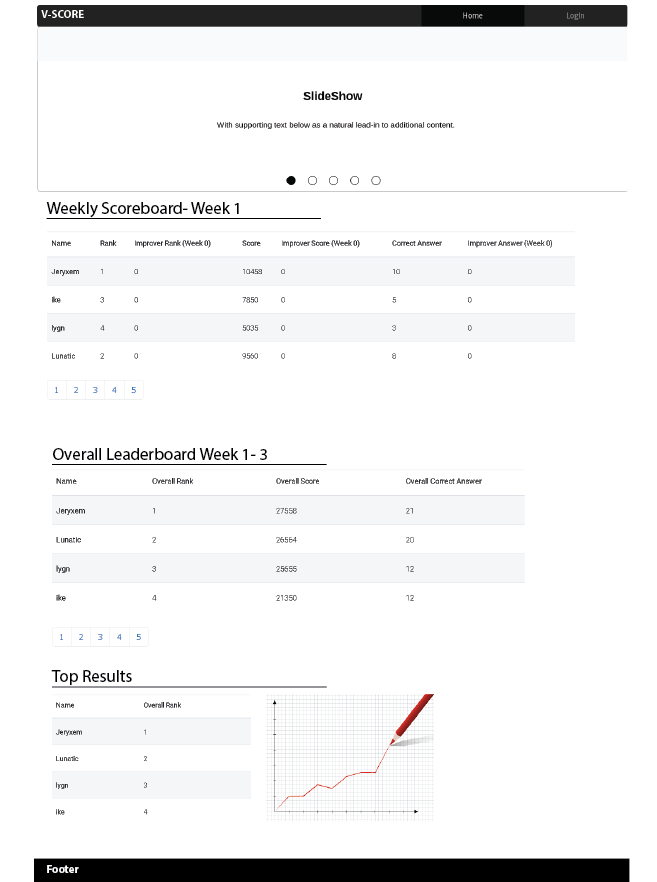 V-SCORE Home Login
SlideShow
With supporting text below as a natural lead-in to additional content.
Weekly Scoreboard- Week 1
Name Rank Improver Rank (Week 0) Score Improver Score (Week 0) Correct Answer Improver Answer (Week 0)
Jeryxem 1 0 10458 0 10 0
ike 3 0 7850 0 5 0
lygn 4 0 5035 0 3 0
Lunatic 2 0 9560 0 8 0
1 2 3 4 5
Overall Leaderboard Week 1- 3
Name Overall Rank Overall Score Overall Correct Answer
Jeryxem 1 27558 21
Lunatic 2 26564 20
lygn 3 25655 12
ike 4 21350 12
1 2 3 4 5
Top Results
Name Overall Rank
Jeryxem 1
Lunatic 2
lygn 3
ike 4
Footer